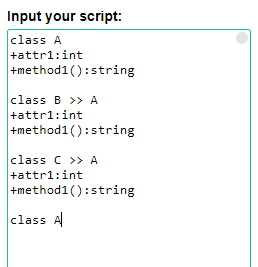 Input your script:
class A
+attr1:int
+method1():string
class B >> A
+attr1:int
+method1():string
class C >> A
+attr1:int
+method1():string
class A